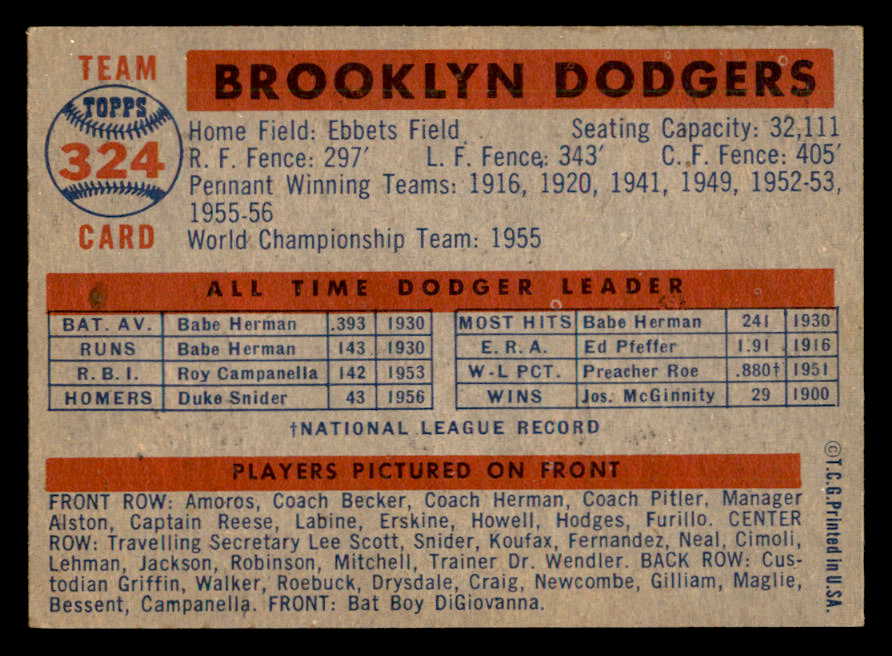 TEAM
TOPPS
324
CARD
BROOKLYN DODGERS
Home Field: Ebbets Field Seating Capacity: 32,111
R. F. Fence: 297′ L. F. Fence: 343′ C. F. Fence: 405′
Pennant Winning Teams: 1916, 1920, 1941, 1949, 1952-53,
1955-56
World Championship Team: 1955
ALL TIME DODGER LEADER
BAT. AV. Babe Herman .393 1930 MOST HITS Babe Herman 241 1930
RUNS Babe Herman 143 1930 E. R. A. Ed Pfeffer 1.91 1916
R. B. I. Roy Campanella 142 1953 W-L PCT. Preacher Roe .880† 1951
HOMERS Duke Snider 43 1956 WINS Jos. McGinnity 29 1900
†NATIONAL LEAGUE RECORD
PLAYERS PICTURED ON FRONT
FRONT ROW: Amoros, Coach Becker, Coach Herman, Coach Pitler, Manager
Alston, Captain Reese, Labine, Erskine, Howell, Hodges, Furillo. CENTER
ROW: Travelling Secretary Lee Scott, Snider, Koufax, Fernandez, Neal, Cimoli,
Lehman, Jackson, Robinson, Mitchell, Trainer Dr. Wendler. BACK ROW: Cus-
todian Griffin, Walker, Roebuck, Drysdale, Craig, Newcombe, Gilliam, Maglie,
Bessent, Campanella. FRONT: Bat Boy DiGiovanna.
©T.C.G. Printed in U.S.A.